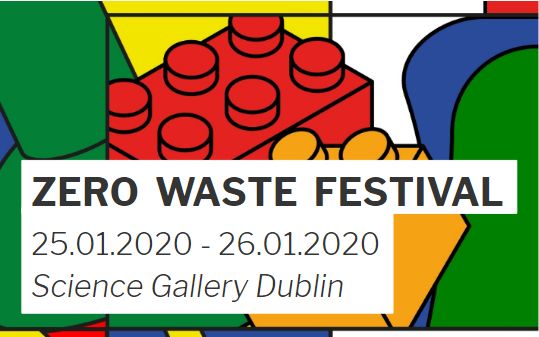 ZERO WASTE FESTIVAL
25.01.2020 - 26.01.2020
Science Gallery Dublin